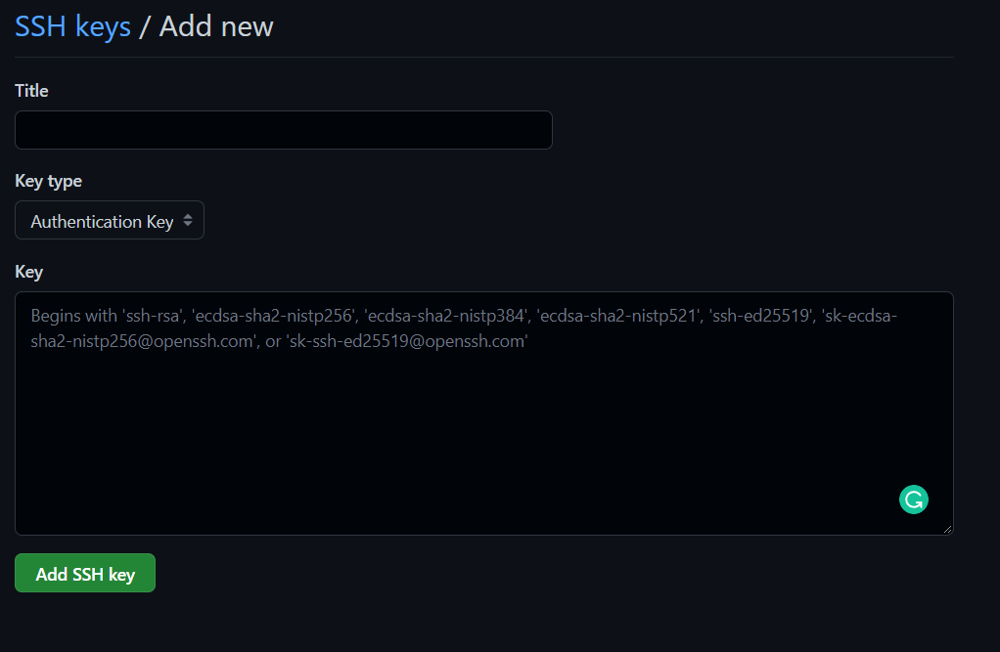 SSH keys / Add new
Title
Key type
Authentication Key
Key
Begins with 'ssh-rsa', 'ecdsa-sha2-nistp256', 'ecdsa-sha2-nistp384', 'ecdsa-sha2-nistp521', 'ssh-ed25519', 'sk-ecdsa-
sha2-nistp256@openssh.com', or 'sk-ssh-ed25519@openssh.com'
Add SSH key